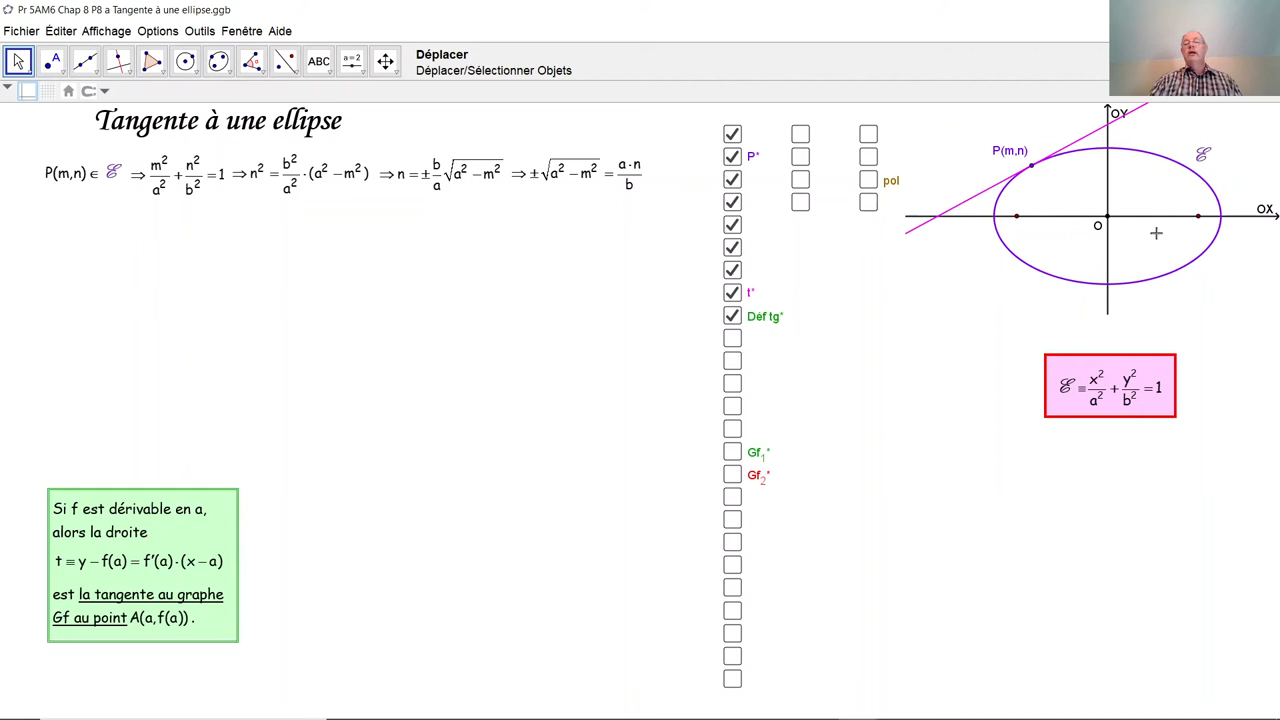 Pr 5AM6 Chap 8 P8 a Tangente à une ellipse.ggb
Fichier Éditer Affichage Options Outils Fenêtre Aide
A
ABC
a=2
Déplacer
Déplacer/Sélectionner Objets
Tangente à une ellipse
P(m,n) ∈ ℰ ⇒ m²/a² + n²/b² = 1 ⇒ n² = b²/a² · (a² − m²) ⇒ n = ± b/a √(a² − m²) ⇒ ± √(a² − m²) = a·n/b
P*
pol
t*
Déf tg*
Gf₁*
Gf₂*
OY
P(m,n)
ℰ
OX
O
ℰ ≡ x²/a² + y²/b² = 1
Si f est dérivable en a,
alors la droite
t ≡ y − f(a) = f'(a) · (x − a)
est la tangente au graphe
Gf au point A(a,f(a)) .